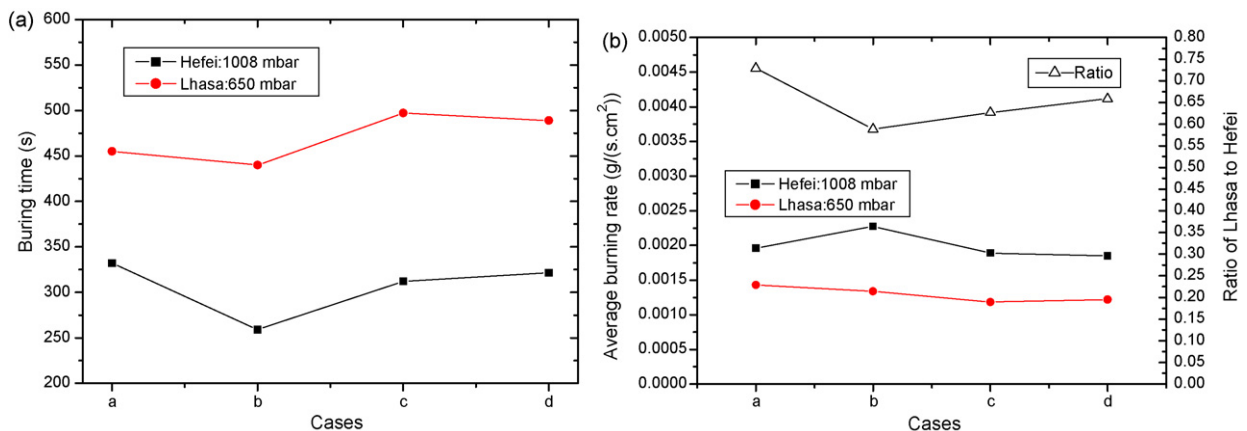 (a)
600
550
500
450
400
350
300
250
200
Buring time (s)
Hefei:1008 mbar
Lhasa:650 mbar
a b c d
Cases
(b)
0.0050
0.0045
0.0040
0.0035
0.0030
0.0025
0.0020
0.0015
0.0010
0.0005
0.0000
Average burning rate (g/(s.cm²))
Ratio
Hefei:1008 mbar
Lhasa:650 mbar
0.80
0.75
0.70
0.65
0.60
0.55
0.50
0.45
0.40
0.35
0.30
0.25
0.20
0.15
0.10
0.05
0.00
Ratio of Lhasa to Hefei
a b c d
Cases